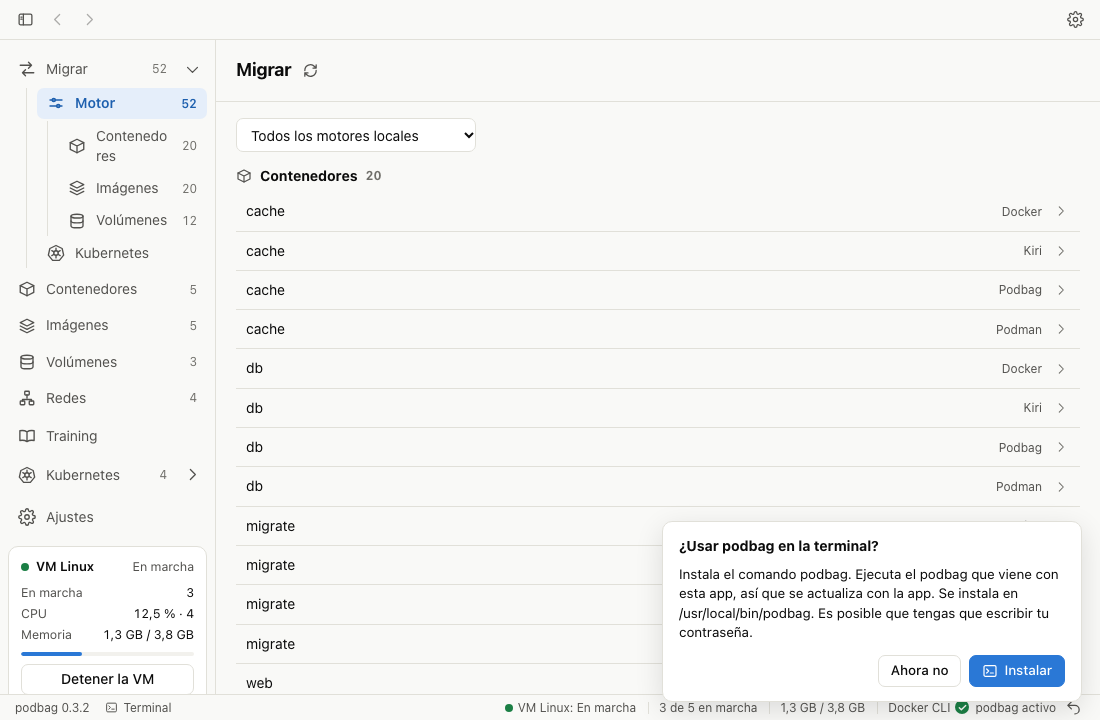 Migrar 52
Motor 52
Contenedo
res 20
Imágenes 20
Volúmenes 12
Kubernetes
Contenedores 5
Imágenes 5
Volúmenes 3
Redes 4
Training
Kubernetes 4
Ajustes
VM Linux En marcha
En marcha 3
CPU 12,5 % · 4
Memoria 1,3 GB / 3,8 GB
Detener la VM
Migrar
Todos los motores locales
Contenedores 20
cache Docker
cache Kiri
cache Podbag
cache Podman
db Docker
db Kiri
db Podbag
db Podman
migrate
migrate
migrate
migrate
web
¿Usar podbag en la terminal?
Instala el comando podbag. Ejecuta el podbag que viene con
esta app, así que se actualiza con la app. Se instala en
/usr/local/bin/podbag. Es posible que tengas que escribir tu
contraseña.
Ahora no Instalar
podbag 0.3.2 Terminal VM Linux: En marcha 3 de 5 en marcha 1,3 GB / 3,8 GB Docker CLI podbag activo